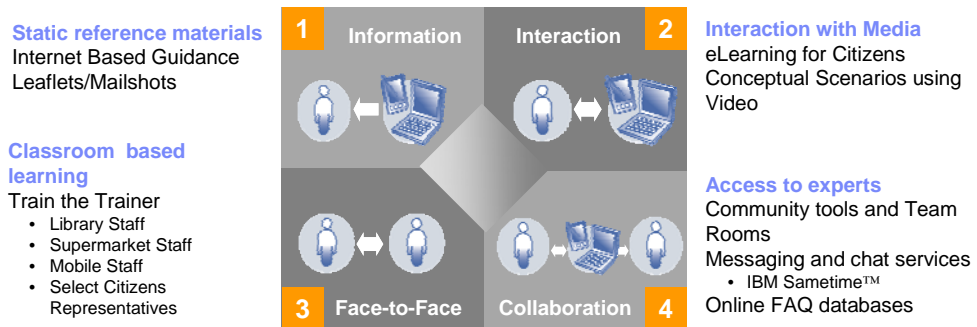 Static reference materials
Internet Based Guidance
Leaflets/Mailshots
1
Information
Interaction
2
Interaction with Media
eLearning for Citizens
Conceptual Scenarios using
Video
Classroom based
learning
Train the Trainer
• Library Staff
• Supermarket Staff
• Mobile Staff
• Select Citizens
Representatives
3
Face-to-Face
Collaboration
4
Access to experts
Community tools and Team
Rooms
Messaging and chat services
• IBM Sametime™
Online FAQ databases